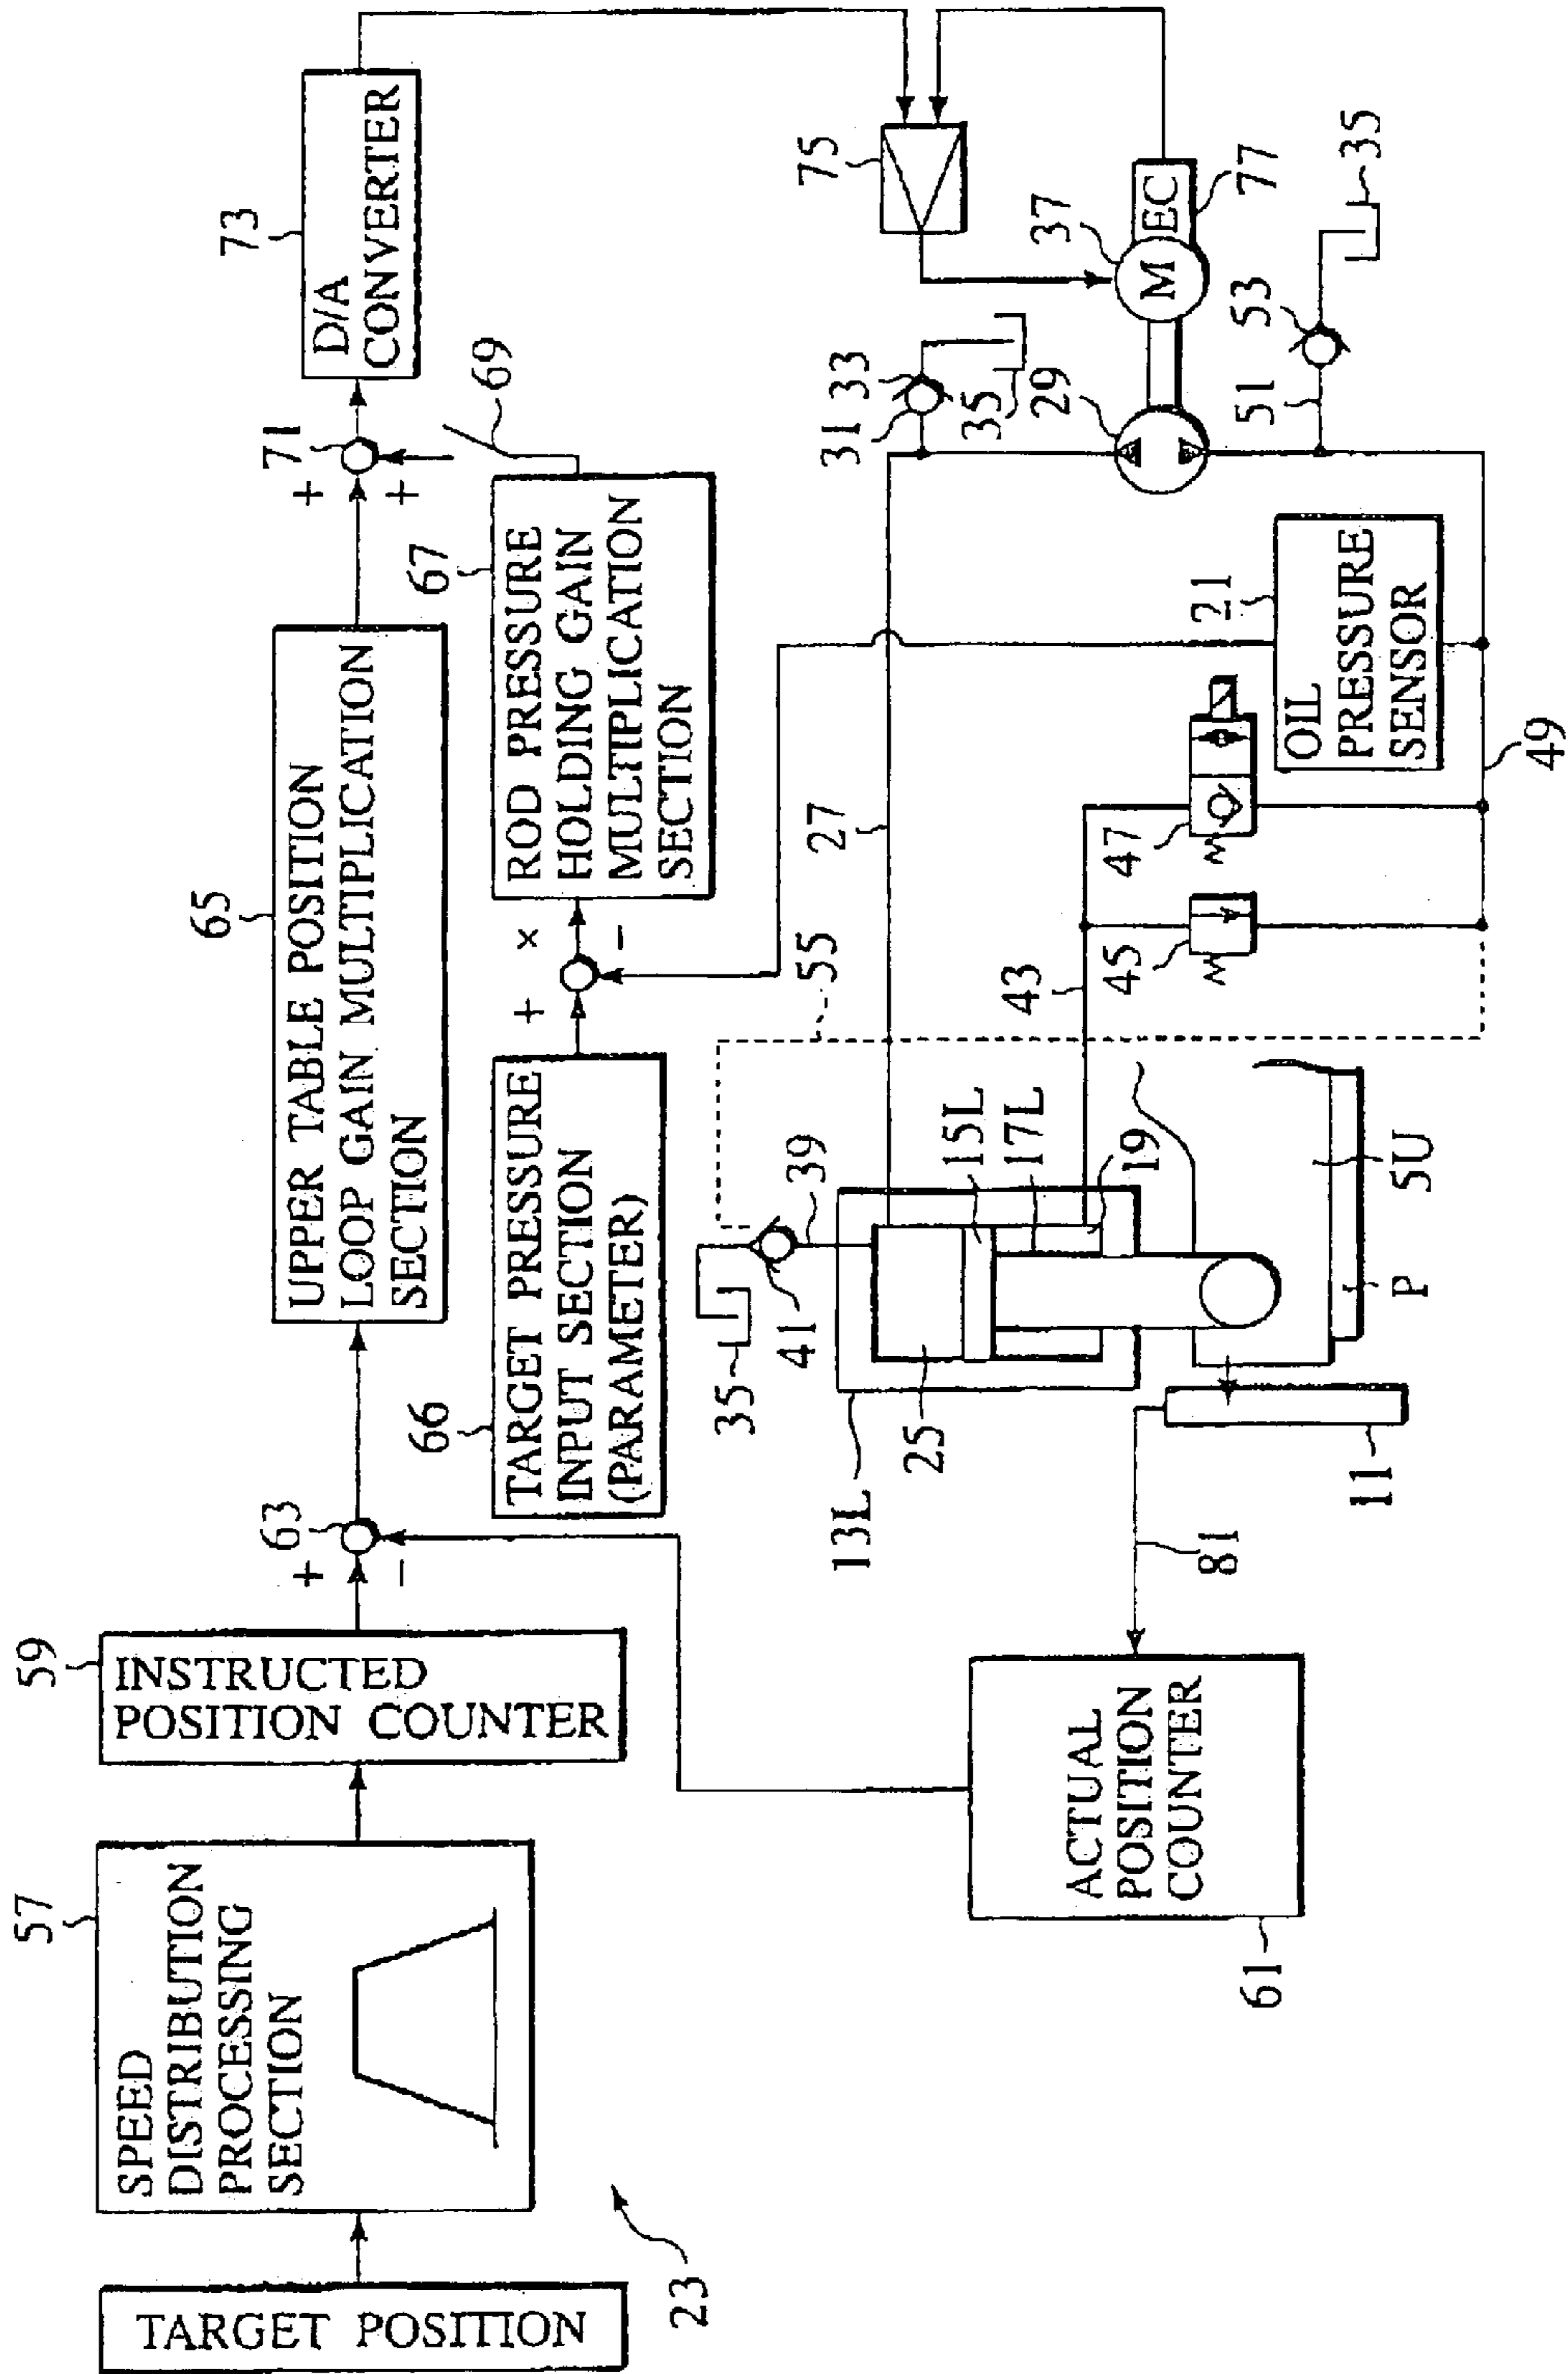 TARGET POSITION
23
57
SPEED
DISTRIBUTION
PROCESSING
SECTION
59
INSTRUCTED
POSITION COUNTER
+
−
63
65
UPPER TABLE POSITION
LOOP GAIN MULTIPLICATION
SECTION
+
+
71
73
D/A
CONVERTER
66
TARGET PRESSURE
INPUT SECTION
(PARAMETER)
+
×
−
67
ROD PRESSURE
HOLDING GAIN
MULTIPLICATION
SECTION
69
75
61
ACTUAL
POSITION
COUNTER
81
11
35
41
39
13L
25
15L
17L
19
P
5U
55
27
43
45
47
21
OIL
PRESSURE
SENSOR
49
31
33
35
29
37
M
EC
77
51
53
35